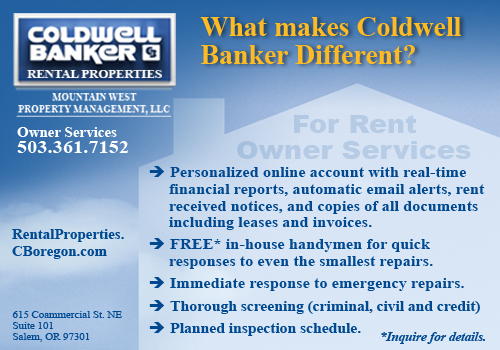 COLDWELL
BANKER CB
RENTAL PROPERTIES
MOUNTAIN WEST
PROPERTY MANAGEMENT, LLC
Owner Services
503.361.7152
RentalProperties.
CBoregon.com
615 Coammercial St. NE
Suite 101
Salem, OR 97301
What makes Coldwell
Banker Different?
For Rent
Owner Services
➔ Personalized online account with real-time
financial reports, automatic email alerts, rent
received notices, and copies of all documents
including leases and invoices.
➔ FREE* in-house handymen for quick
responses to even the smallest repairs.
➔ Immediate response to emergency repairs.
➔ Thorough screening (criminal, civil and credit)
➔ Planned inspection schedule.
*Inquire for details.